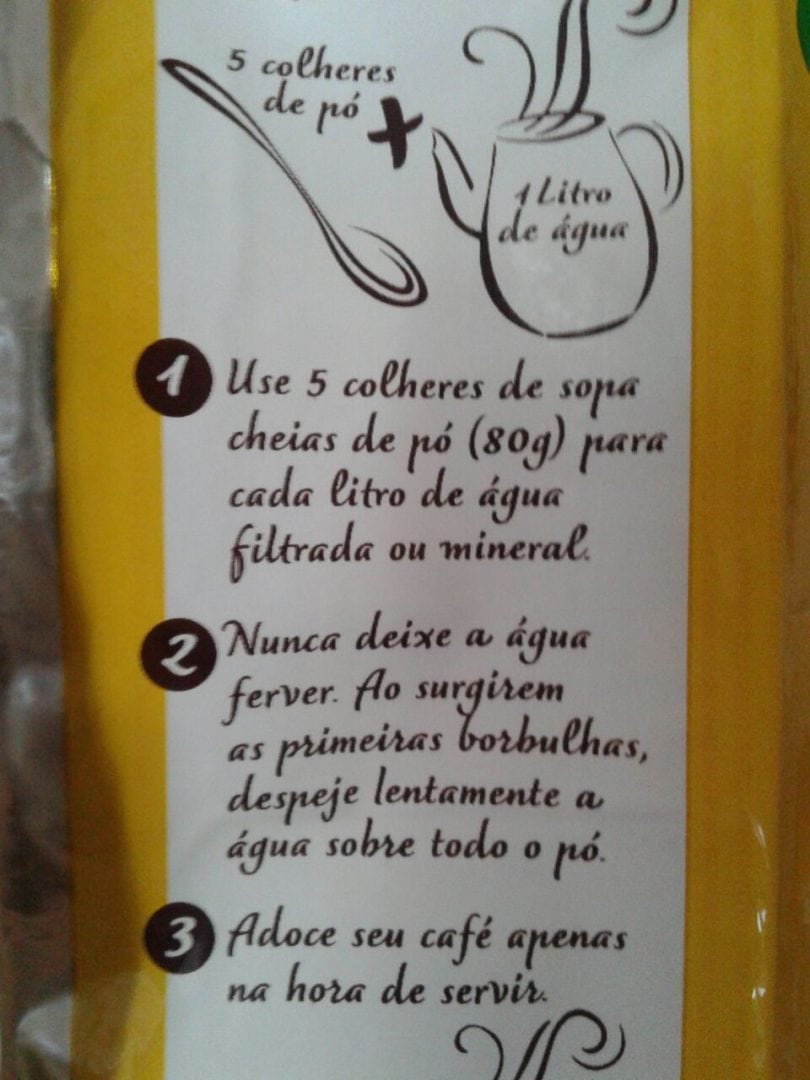 5 colheres
de pó
+
1 Litro
de água
1 Use 5 colheres de sopa
cheias de pó (80g) para
cada litro de água
filtrada ou mineral.
2 Nunca deixe a água
ferver. Ao surgirem
as primeiras borbulhas,
despeje lentamente a
água sobre todo o pó.
3 Adoce seu café apenas
na hora de servir.